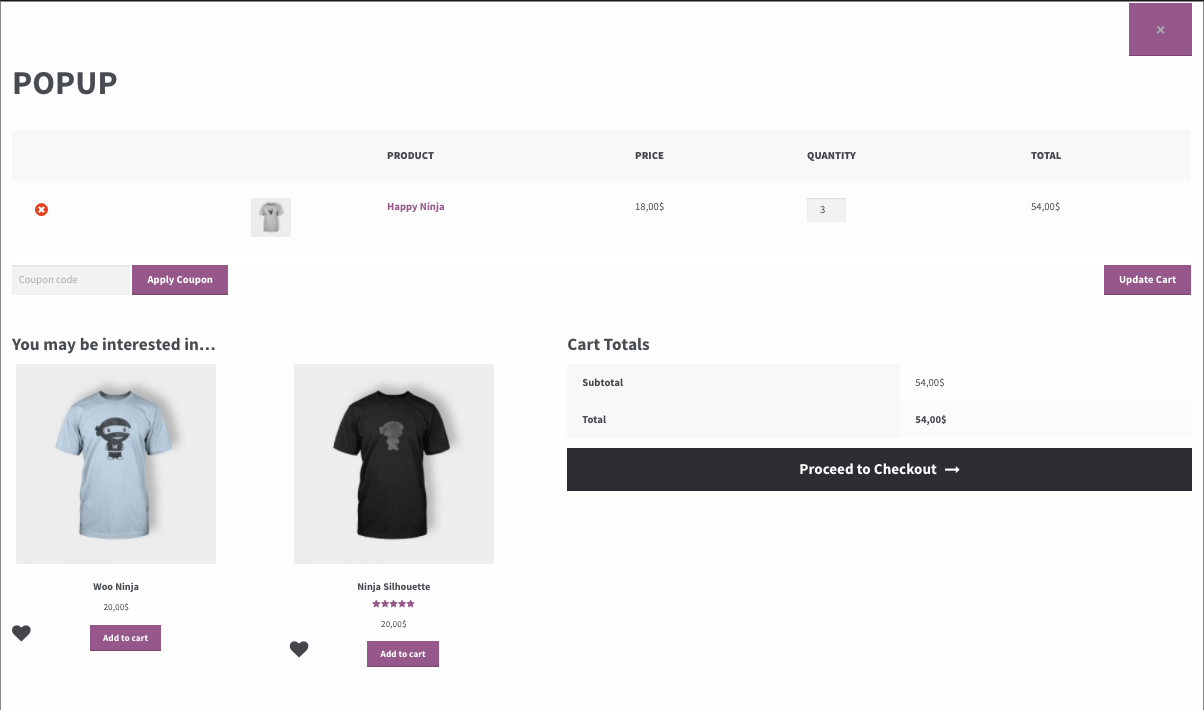 ×
POPUP
PRODUCT PRICE QUANTITY TOTAL
Happy Ninja 18,00$ 3 54,00$
Coupon code Apply Coupon Update Cart
You may be interested in...
Cart Totals
Subtotal 54,00$
Total 54,00$
Proceed to Checkout →
W
Woo Ninja
20,00$
Add to cart
Ninja Silhouette
★★★★★
20,00$
Add to cart